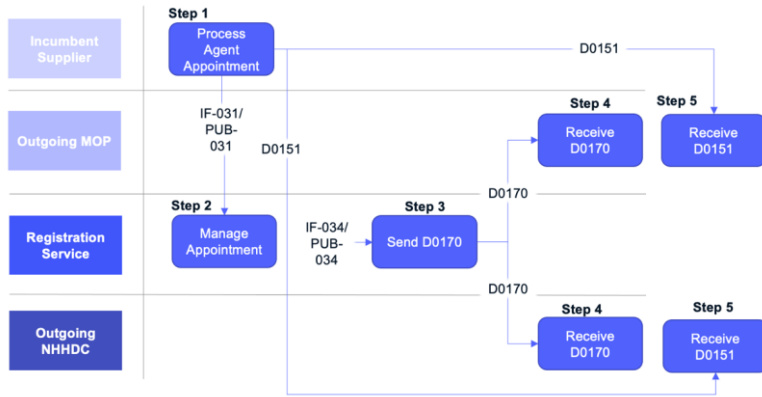 Step 1
Incumbent
Supplier
Process
Agent
Appointment
D0151
IF-031/
PUB-
031
D0151
Step 4
Step 5
Outgoing MOP
Receive
D0170
Receive
D0151
D0170
Step 2
Step 3
Registration
Service
Manage
Appointment
IF-034/
PUB-
034
Send D0170
D0170
Step 4
Step 5
Outgoing
NHHDC
Receive
D0170
Receive
D0151